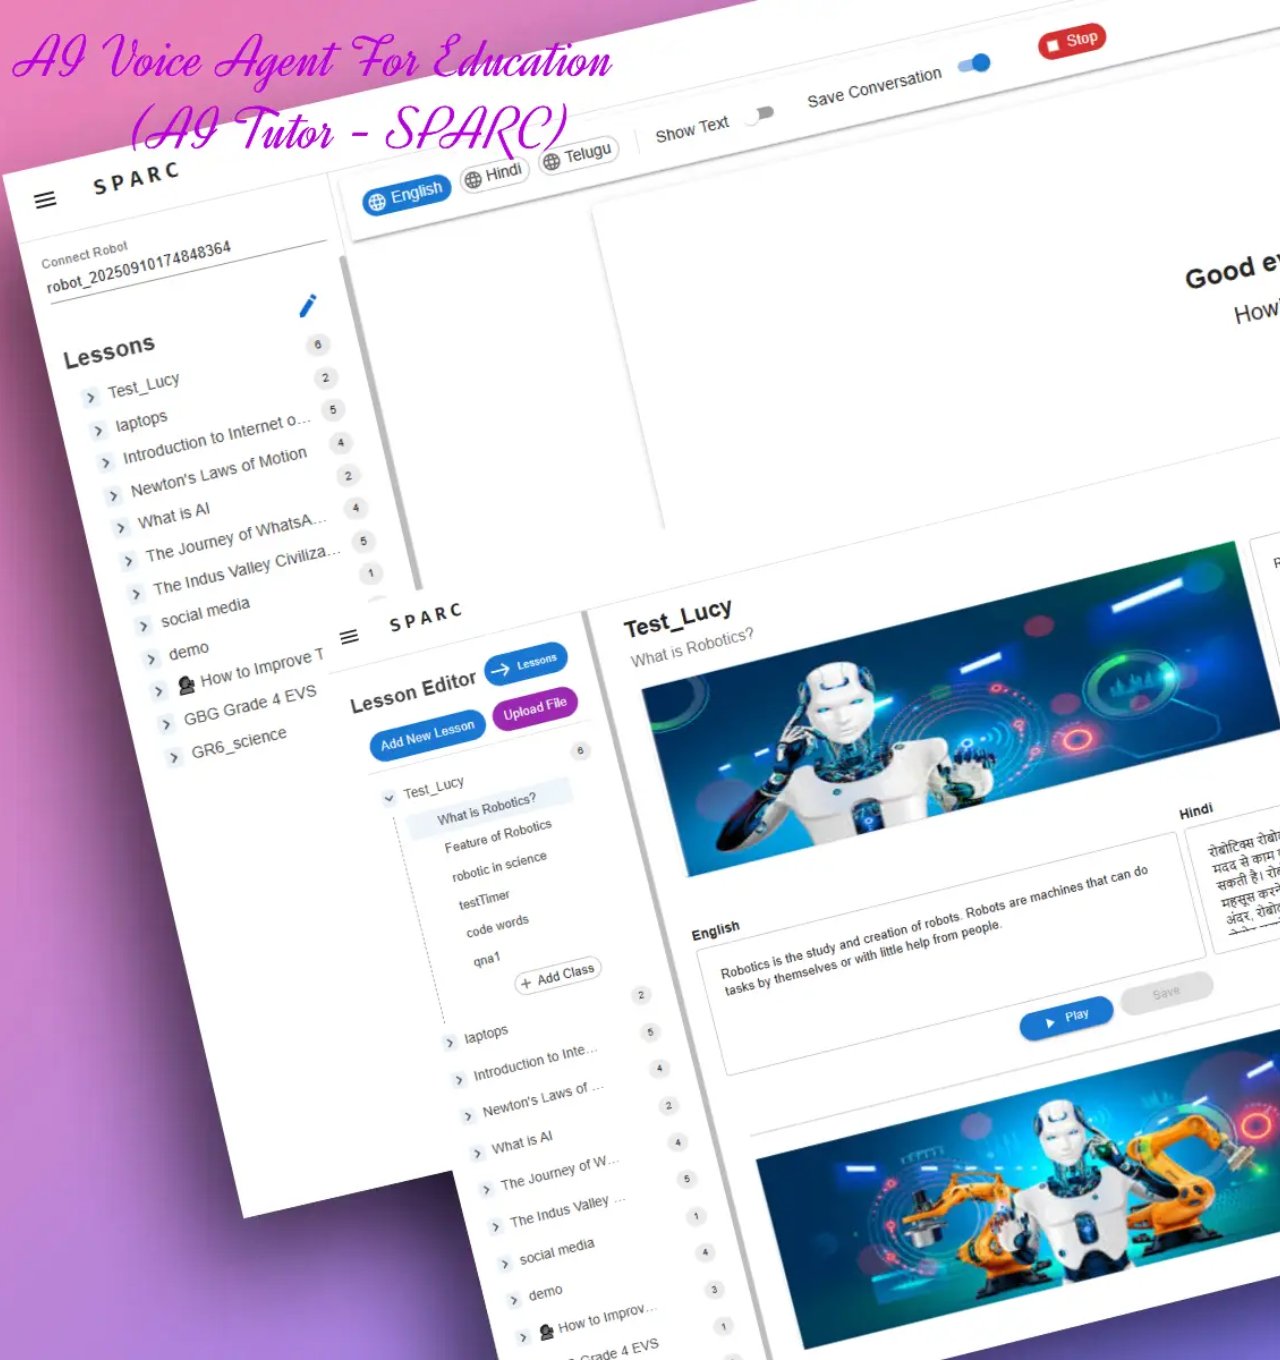 AI Voice Agent For Education
(AI Tutor - SPARC)
SPARC
English
Hindi
Telugu
Show Text
Save Conversation
Stop
Connect Robot
robot_20250910174848364
Good
How
Lessons
Test_Lucy 6
laptops 2
Introduction to Internet o... 5
Newton's Laws of Motion 4
What is AI 2
The Journey of WhatsA... 4
The Indus Valley Civiliza... 5
social media 1
demo
How to Improve T
GBG Grade 4 EVS
GR6_science
SPARC
Lesson Editor
Lessons
Add New Lesson
Upload File
Test_Lucy 6
What is Robotics?
Feature of Robotics
robotic in science
testTimer
code words
qna1
+ Add Class
laptops 2
Introduction to Inte... 5
Newton's Laws of ... 4
What is AI 2
The Journey of W... 4
The Indus Valley ... 5
social media 1
demo 4
How to Improv... 3
Grade 4 EVS 1
Test_Lucy
What is Robotics?
English
Robotics is the study and creation of robots. Robots are machines that can do
tasks by themselves or with little help from people.
Play
Save
Hindi
रोबोटिक्स
मदद से काम
सकती है।
महसूस करने
अंदर,